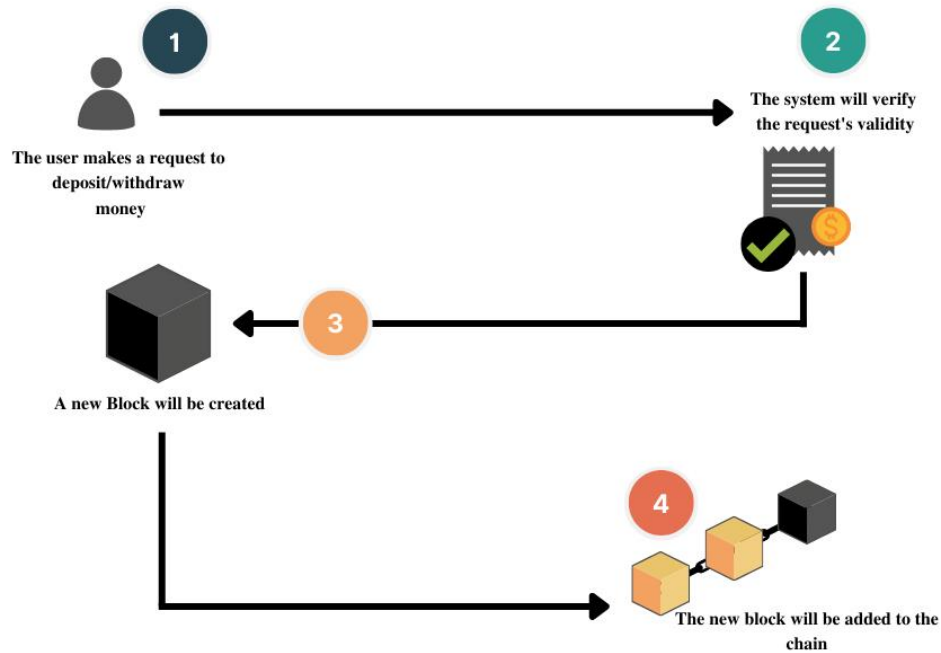 1
The user makes a request to
deposit/withdraw
money
2
The system will verify
the request's validity
$
3
A new Block will be created
4
The new block will be added to the
chain